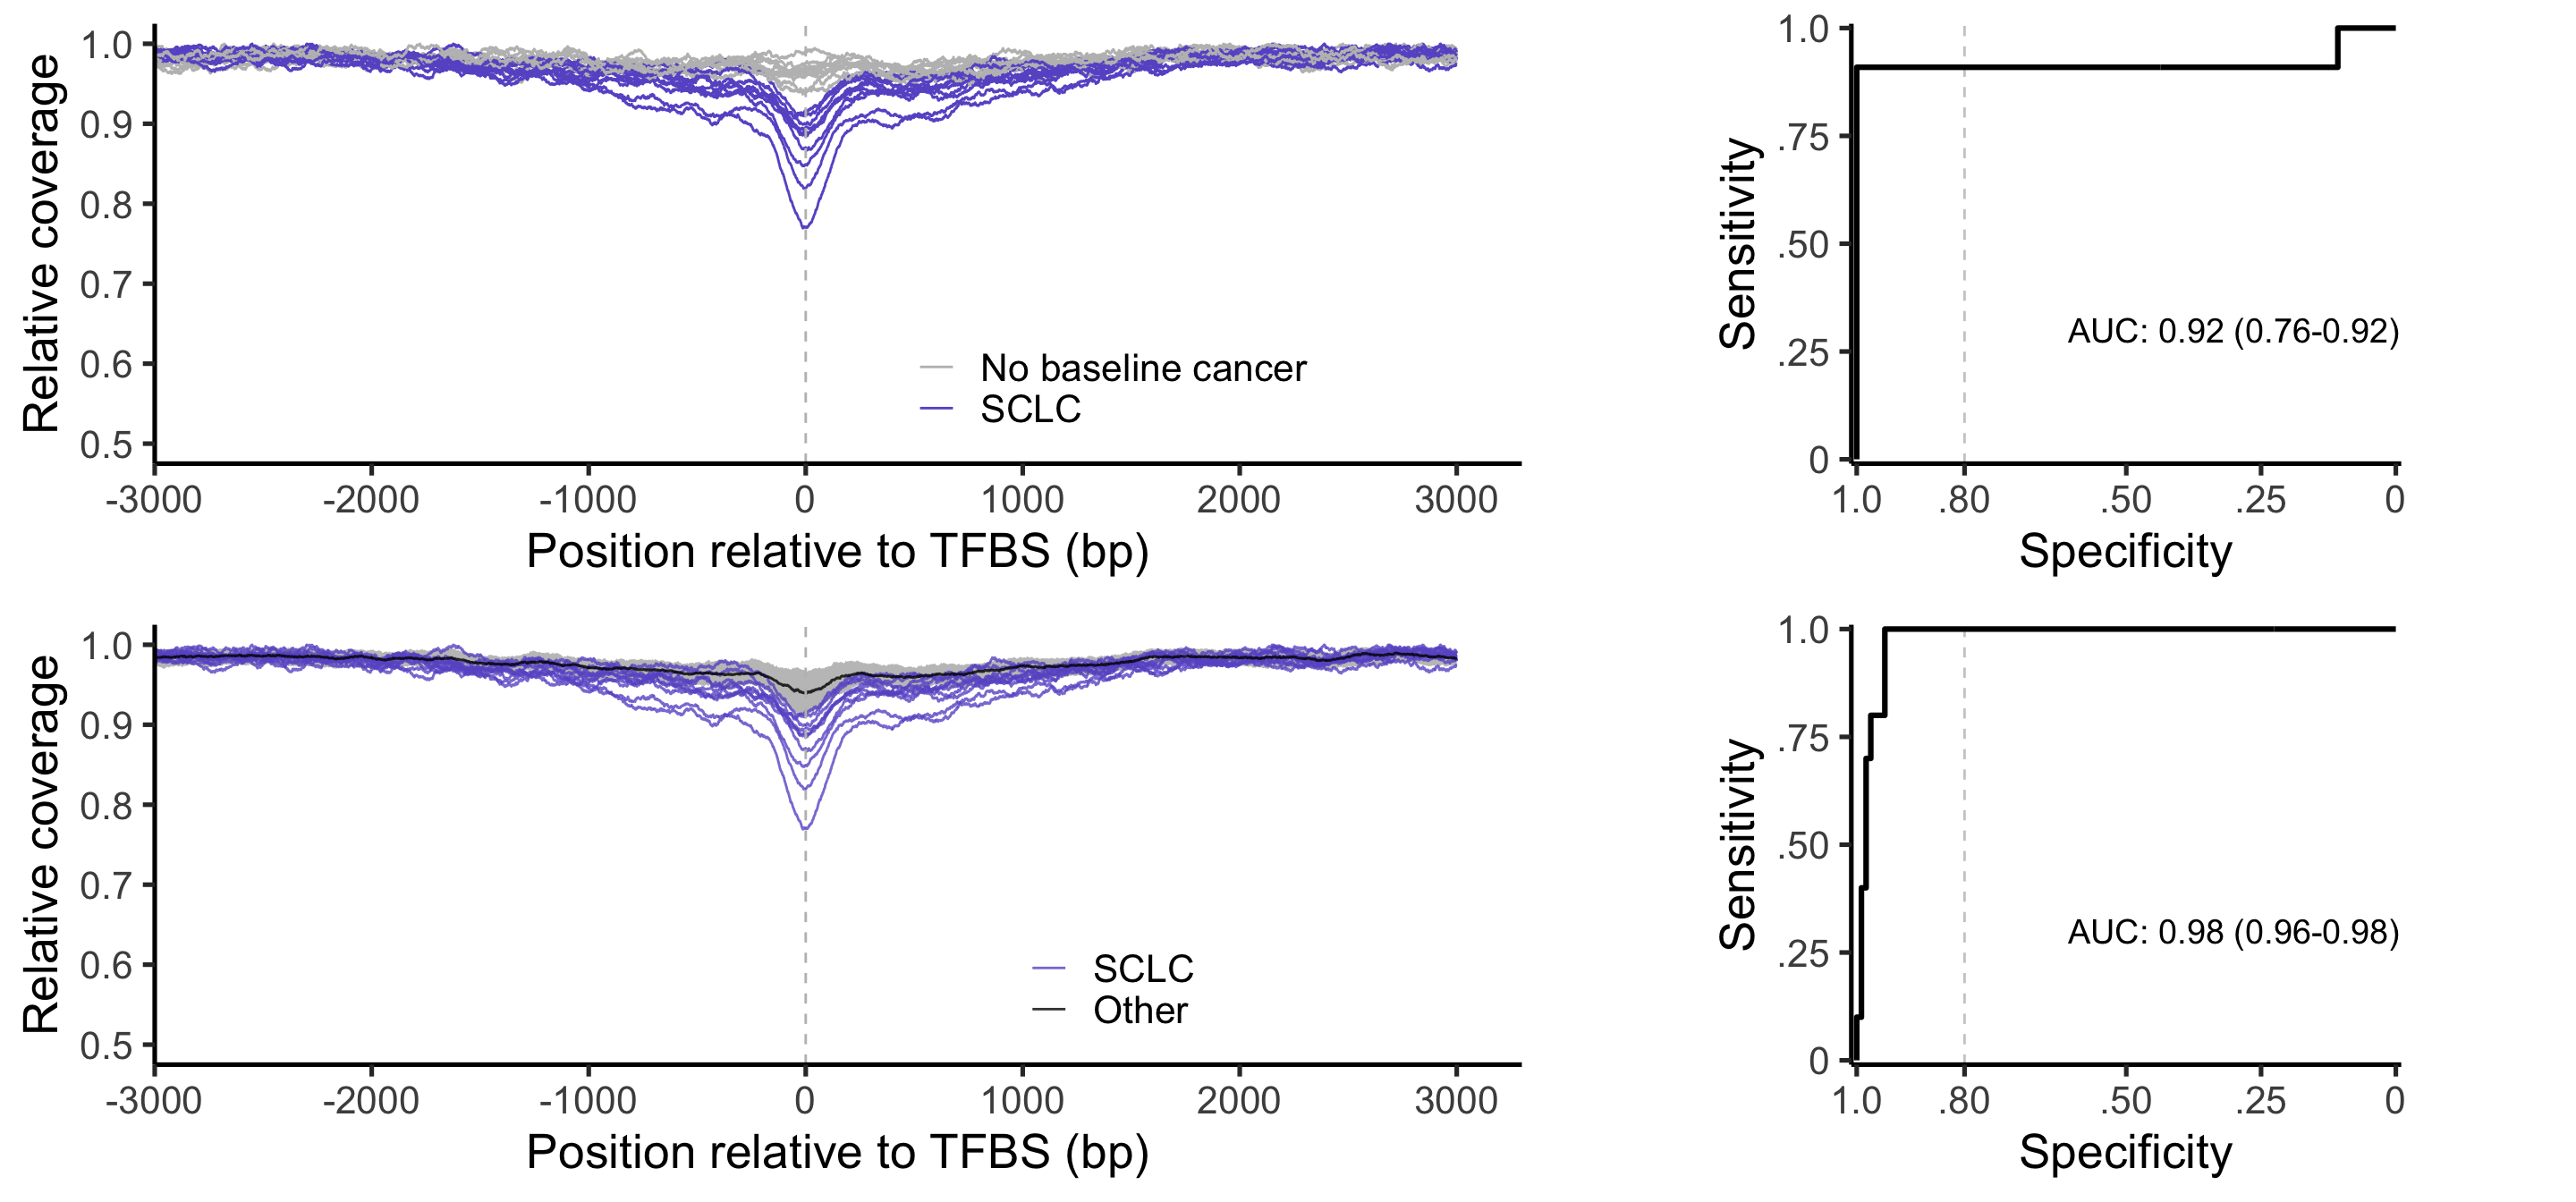 1.0
0.9
0.8
0.7
0.6
0.5
Relative coverage
No baseline cancer
SCLC
-3000 -2000 -1000 0 1000 2000 3000
Position relative to TFBS (bp)
1.0
.75
.50
.25
0
Sensitivity
AUC: 0.92 (0.76-0.92)
1.0 .80 .50 .25 0
Specificity
1.0
0.9
0.8
0.7
0.6
0.5
Relative coverage
SCLC
Other
-3000 -2000 -1000 0 1000 2000 3000
Position relative to TFBS (bp)
1.0
.75
.50
.25
0
Sensitivity
AUC: 0.98 (0.96-0.98)
1.0 .80 .50 .25 0
Specificity